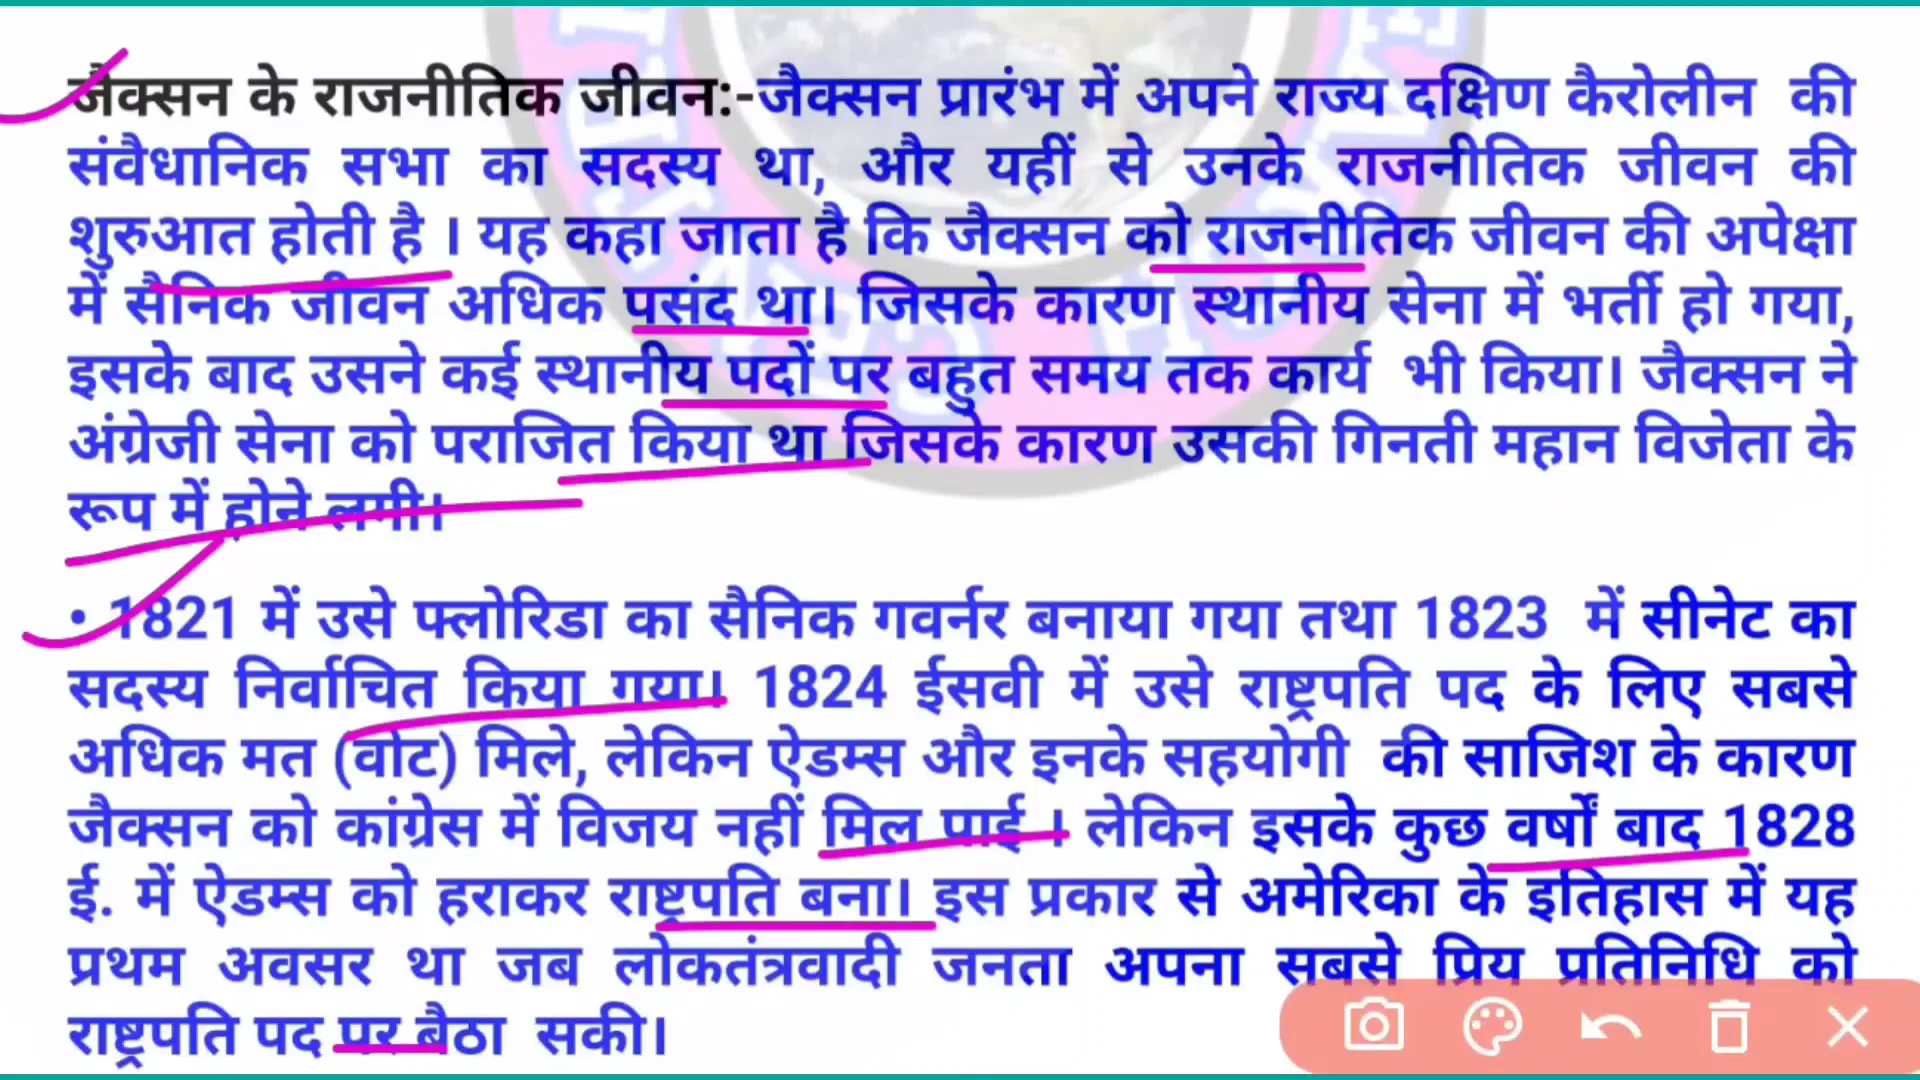 जैक्सन के राजनीतिक जीवन:-जैक्सन प्रारंभ में अपने राज्य दक्षिण कैरोलीन की
संवैधानिक सभा का सदस्य था, और यहीं से उनके राजनीतिक जीवन की
शुरुआत होती है । यह कहा जाता है कि जैक्सन को राजनीतिक जीवन की अपेक्षा
में सैनिक जीवन अधिक पसंद था। जिसके कारण स्थानीय सेना में भर्ती हो गया,
इसके बाद उसने कई स्थानीय पदों पर बहुत समय तक कार्य भी किया। जैक्सन ने
अंग्रेजी सेना को पराजित किया था जिसके कारण उसकी गिनती महान विजेता के
रूप में होने लगी।
• 1821 में उसे फ्लोरिडा का सैनिक गवर्नर बनाया गया तथा 1823 में सीनेट का
सदस्य निर्वाचित किया गया। 1824 ईसवी में उसे राष्ट्रपति पद के लिए सबसे
अधिक मत (वोट) मिले, लेकिन ऐडम्स और इनके सहयोगी की साजिश के कारण
जैक्सन को कांग्रेस में विजय नहीं मिल पाई । लेकिन इसके कुछ वर्षों बाद 1828
ई. में ऐडम्स को हराकर राष्ट्रपति बना। इस प्रकार से अमेरिका के इतिहास में यह
प्रथम अवसर था जब लोकतंत्रवादी जनता अपना सबसे प्रिय प्रतिनिधि को
राष्ट्रपति पद पर बैठा सकी।